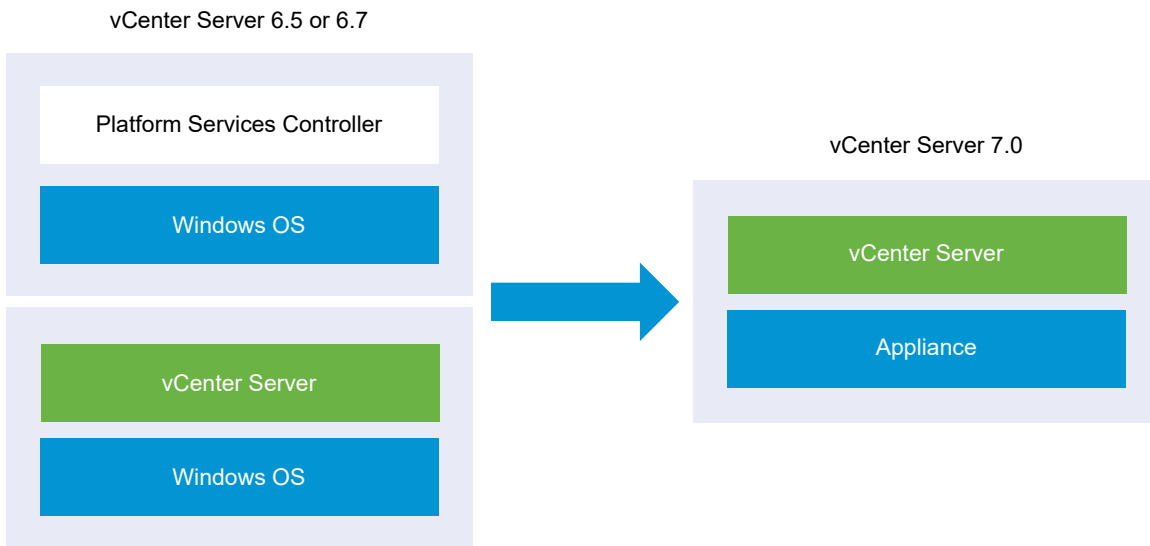 vCenter Server 6.5 or 6.7
Platform Services Controller
Windows OS
vCenter Server
Windows OS
vCenter Server 7.0
vCenter Server
Appliance